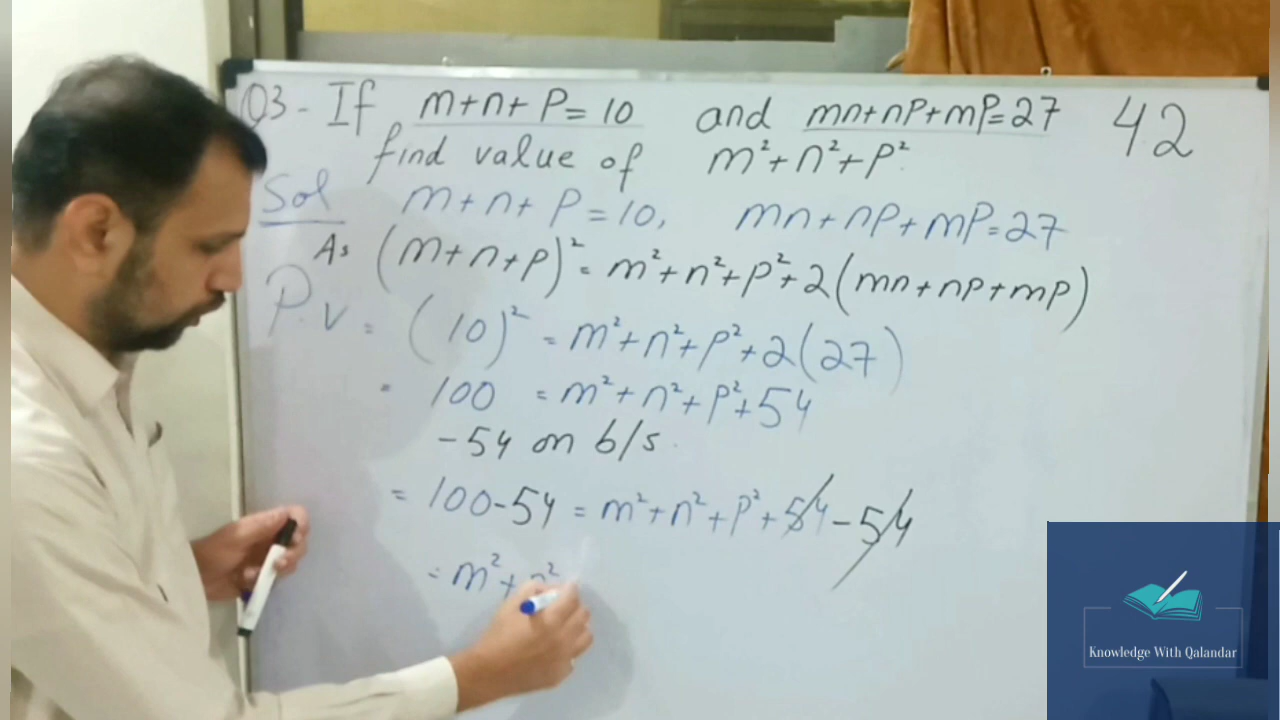 Q3 - If m+n+P=10 and mn+nP+mP=27 42
find value of m²+n²+P²
Sol m+n+P=10, mn+nP+mP=27
As (m+n+p)² = m²+n²+p²+2(mn+np+mp)
P.V = (10)² = m²+n²+p²+2(27)
= 100 = m²+n²+P²+54
-54 on b/s.
= 100-54 = m²+n²+p²+54-54
= m²+n²
Knowledge With Qalandar